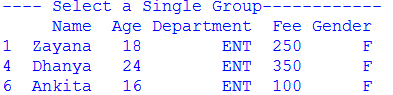 ---- Select a Single Group------------
Name Age Department Fee Gender
1 Zayana 18 ENT 250 F
4 Dhanya 24 ENT 350 F
6 Ankita 16 ENT 100 F